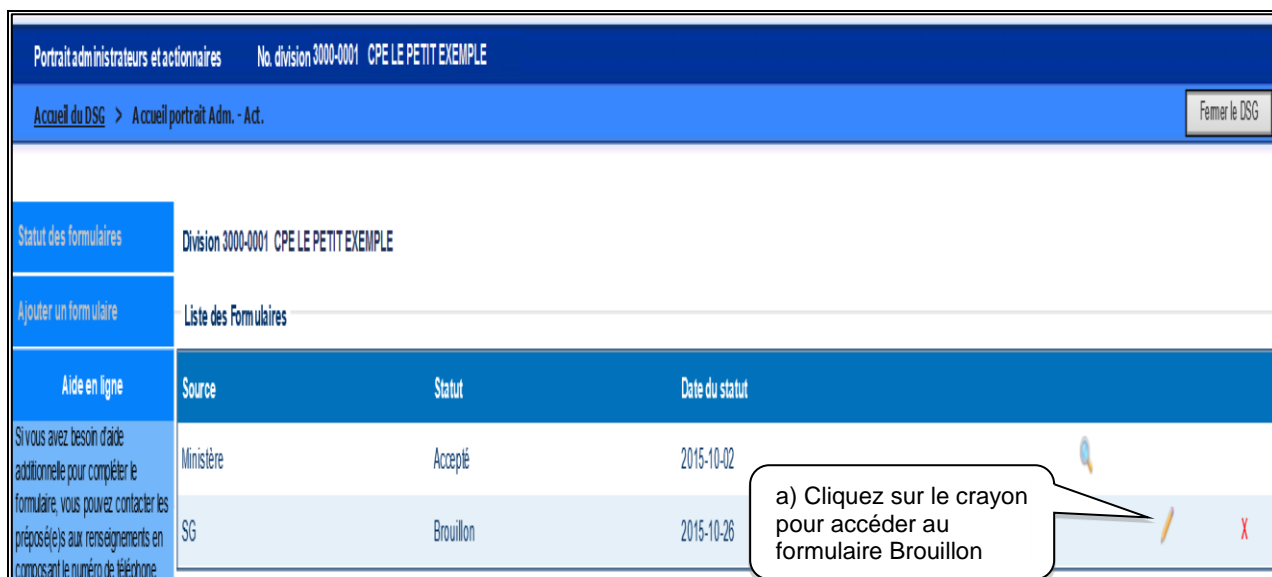 Portrait administrateurs et actionnaires No. division 3000-0001 CPE LE PETIT EXEMPLE
Accueil du DSG > Accueil portrait Adm. - Act.
Fermer le DSG
Statut des formulaires
Division 3000-0001 CPE LE PETIT EXEMPLE
Ajouter un formulaire
Liste des Formulaires
Aide en ligne
Source Statut Date du statut
Si vous avez besoin d'aide
additionnelle pour compléter le
formulaire, vous pouvez contacter les
préposé(e)s aux renseignements en
composant le numéro de téléphone
Ministère Accepté 2015-10-02
SG Brouillon 2015-10-26 X
a) Cliquez sur le crayon
pour accéder au
formulaire Brouillon